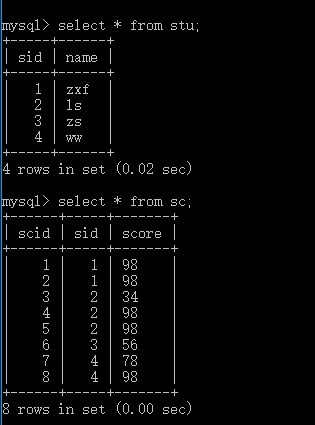 mysql> select * from stu;
+------+------+
| sid | name |
+------+------+
| 1 | zxf |
| 2 | ls |
| 3 | zs |
| 4 | ww |
+------+------+
4 rows in set (0.02 sec)
mysql> select * from sc;
+------+------+-------+
| scid | sid | score |
+------+------+-------+
| 1 | 1 | 98 |
| 2 | 1 | 98 |
| 3 | 2 | 34 |
| 4 | 2 | 98 |
| 5 | 2 | 98 |
| 6 | 3 | 56 |
| 7 | 4 | 78 |
| 8 | 4 | 98 |
+------+------+-------+
8 rows in set (0.00 sec)